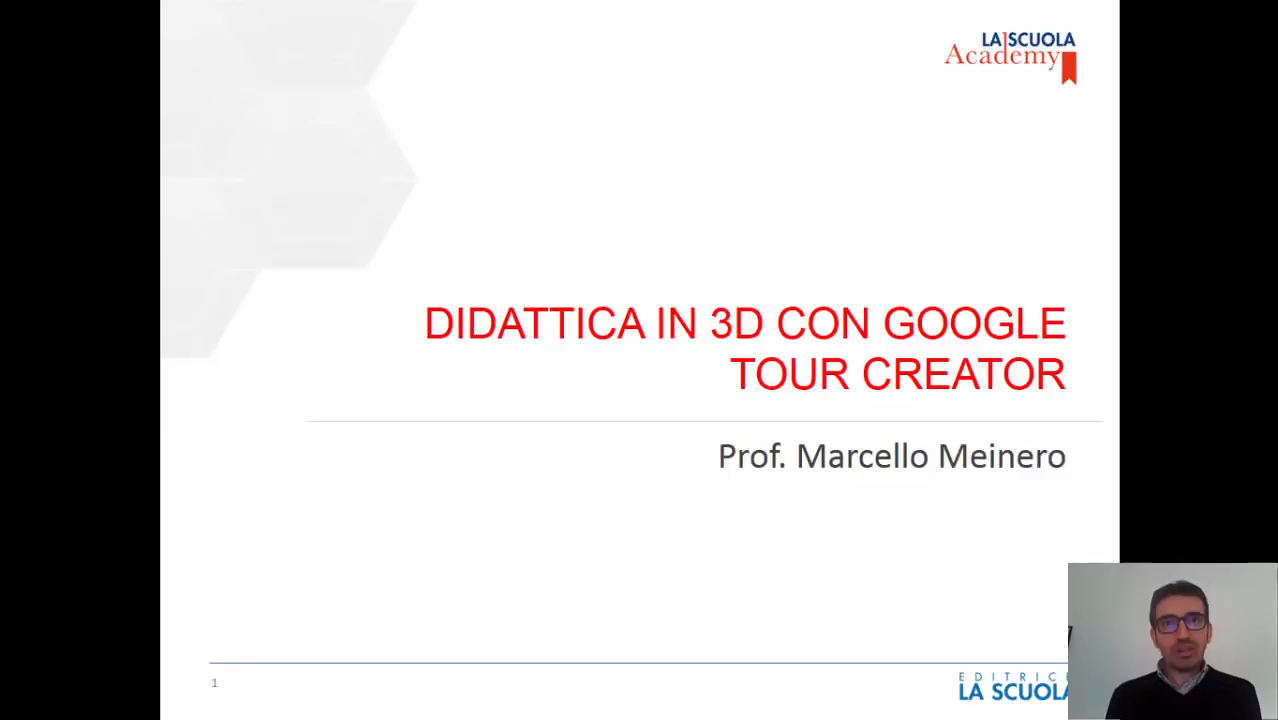 LA SCUOLA
Academy
DIDATTICA IN 3D CON GOOGLE
TOUR CREATOR
Prof. Marcello Meinero
1
EDITRICE
LA SCUOLA